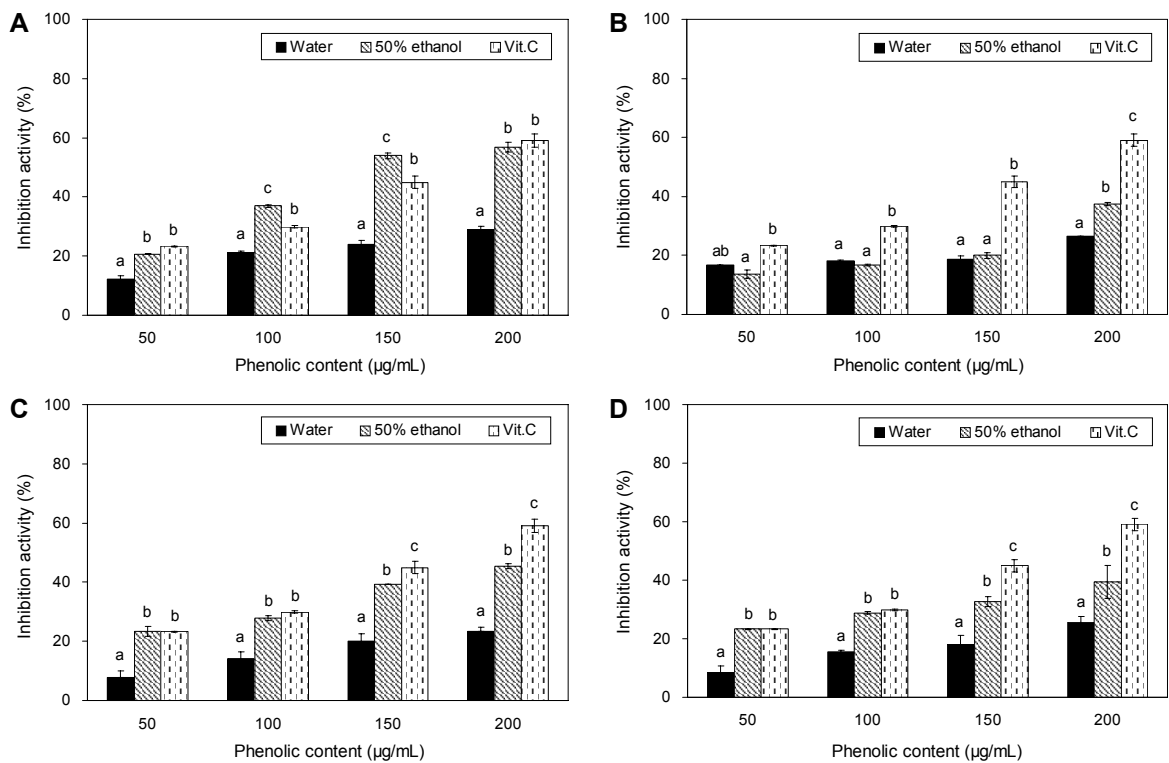 A
Water 50% ethanol Vit.C
Inhibition activity (%)
100
80
60
40
20
0
a b b
a c b
a c b
a b b
50 100 150 200
Phenolic content (µg/mL)
B
Water 50% ethanol Vit.C
Inhibition activity (%)
100
80
60
40
20
0
ab a b
a a b
a a b
a b c
50 100 150 200
Phenolic content (µg/mL)
C
Water 50% ethanol Vit.C
Inhibition activity (%)
100
80
60
40
20
0
a b b
a b b
a b c
a b c
50 100 150 200
Phenolic content (µg/mL)
D
Water 50% ethanol Vit.C
Inhibition activity (%)
100
80
60
40
20
0
a b b
a b b
a b c
a b c
50 100 150 200
Phenolic content (µg/mL)